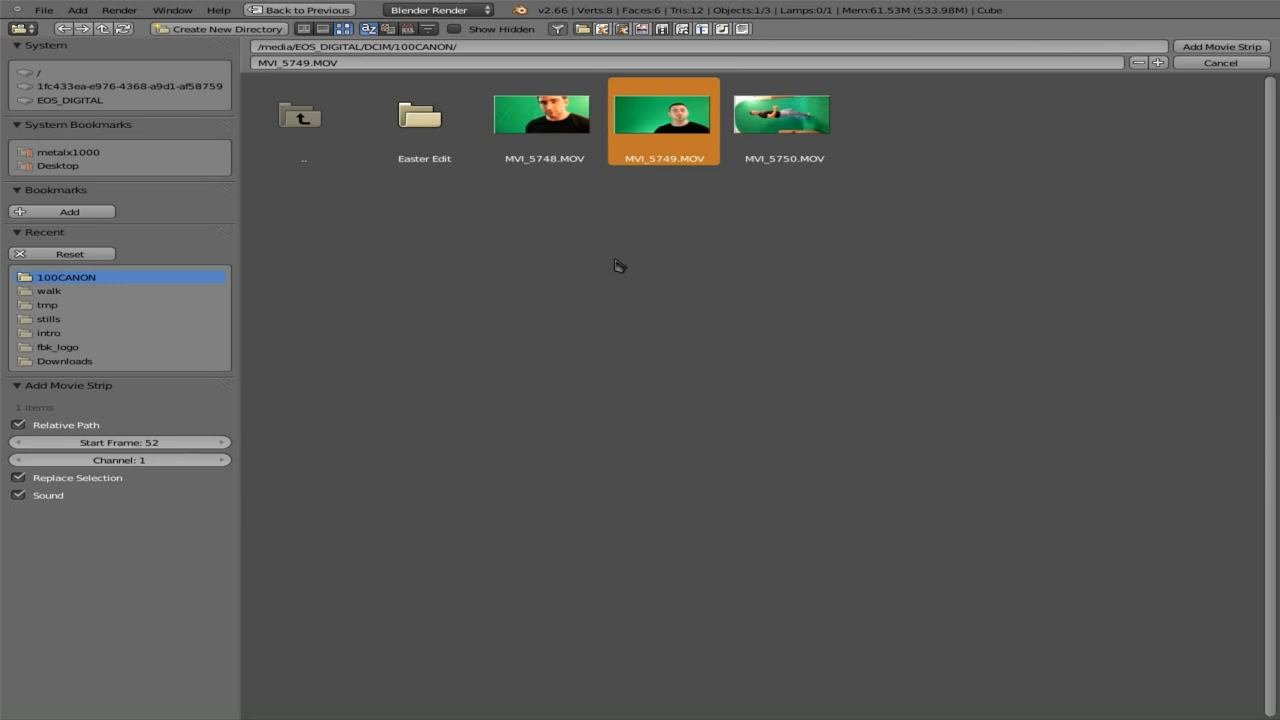 File Add Render Window Help Back to Previous Blender Render v2.66 | Verts:8 | Faces:6 | Tris:12 | Objects:1/3 | Lamps:0/1 | Mem:61.53M (533.98M) | Cube
Create New Directory Show Hidden
System
/
1fc433ea-e976-4368-a9d1-af58759
EOS_DIGITAL
System Bookmarks
metalx1000
Desktop
Bookmarks
Add
Recent
Reset
100CANON
walk
tmp
stills
intro
fbk_logo
Downloads
Add Movie Strip
1 items
Relative Path
Start Frame: 52
Channel: 1
Replace Selection
Sound
/media/EOS_DIGITAL/DCIM/100CANON/ Add Movie Strip
MVI_5749.MOV Cancel
.. Easter Edit MVI_5748.MOV MVI_5749.MOV MVI_5750.MOV